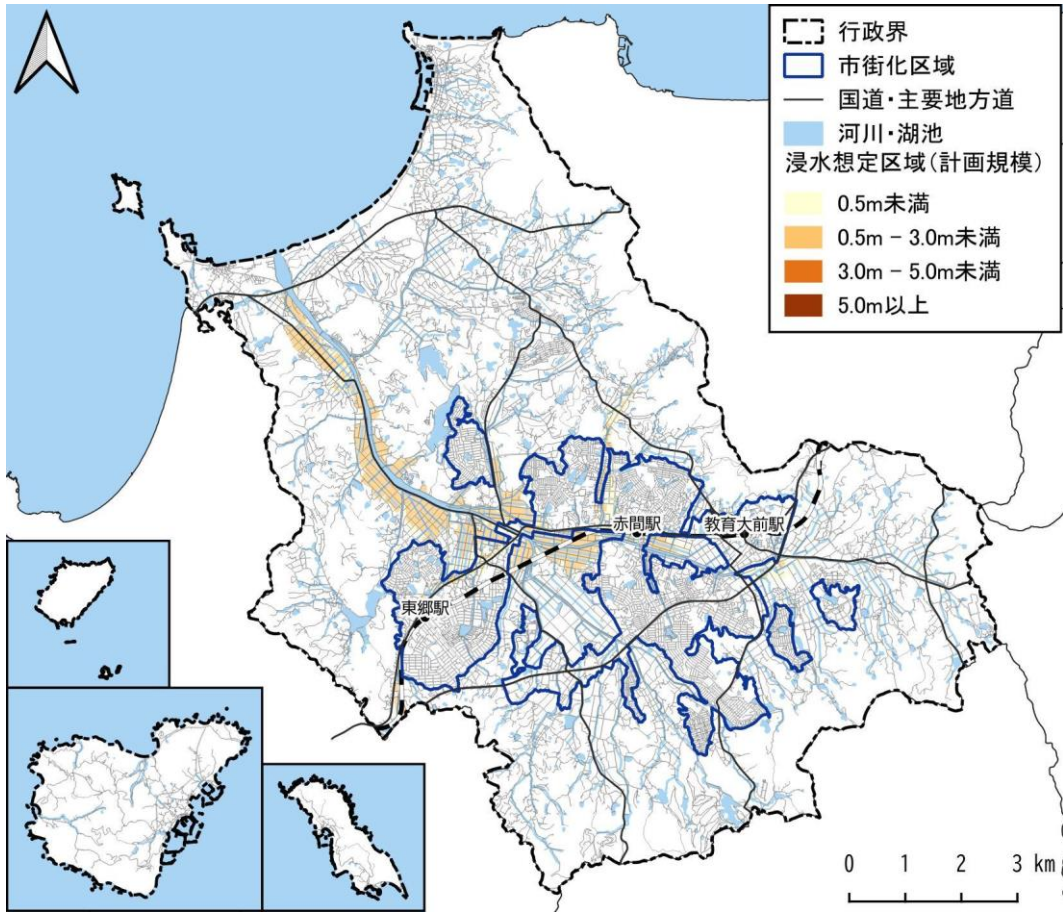 行政界
市街化区域
国道・主要地方道
河川・湖池
浸水想定区域(計画規模)
0.5m未満
0.5m - 3.0m未満
3.0m - 5.0m未満
5.0m以上
赤間駅
教育大前駅
東郷駅
0 1 2 3 km